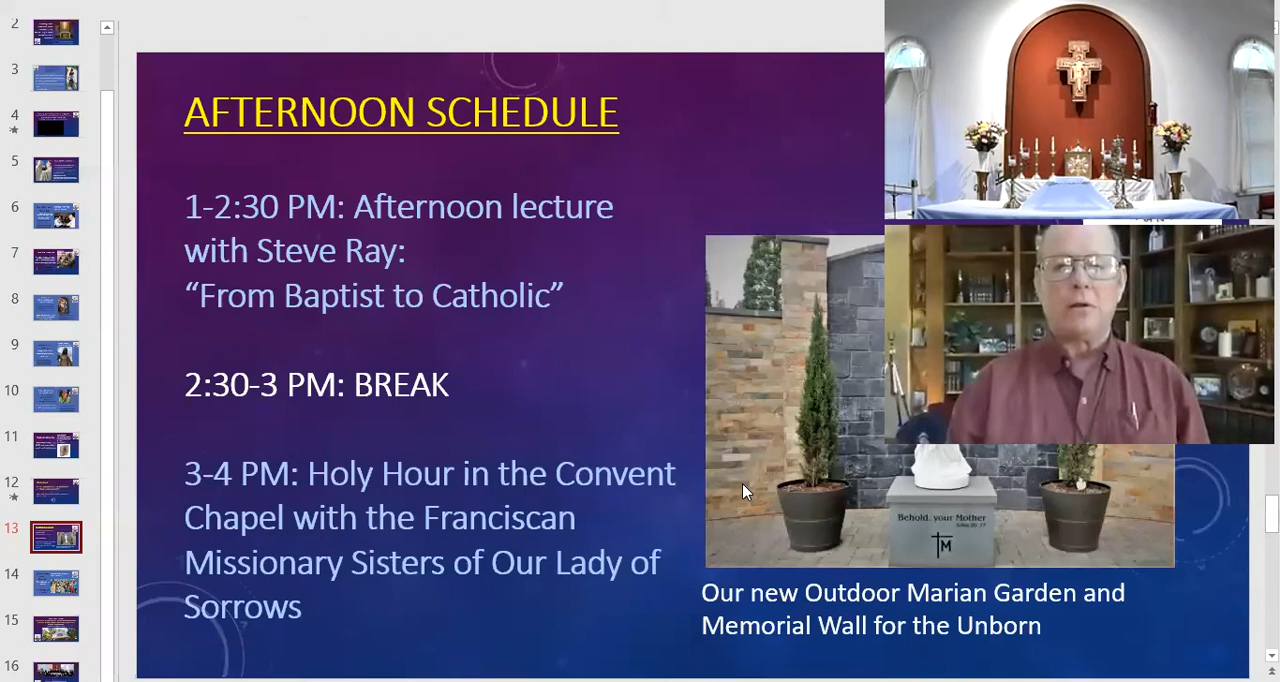 2
3
4
5
6
7
8
9
10
11
12
13
14
15
16
AFTERNOON SCHEDULE
1-2:30 PM: Afternoon lecture
with Steve Ray:
“From Baptist to Catholic”
2:30-3 PM: BREAK
3-4 PM: Holy Hour in the Convent
Chapel with the Franciscan
Missionary Sisters of Our Lady of
Sorrows
Behold, your Mother
Our new Outdoor Marian Garden and
Memorial Wall for the Unborn